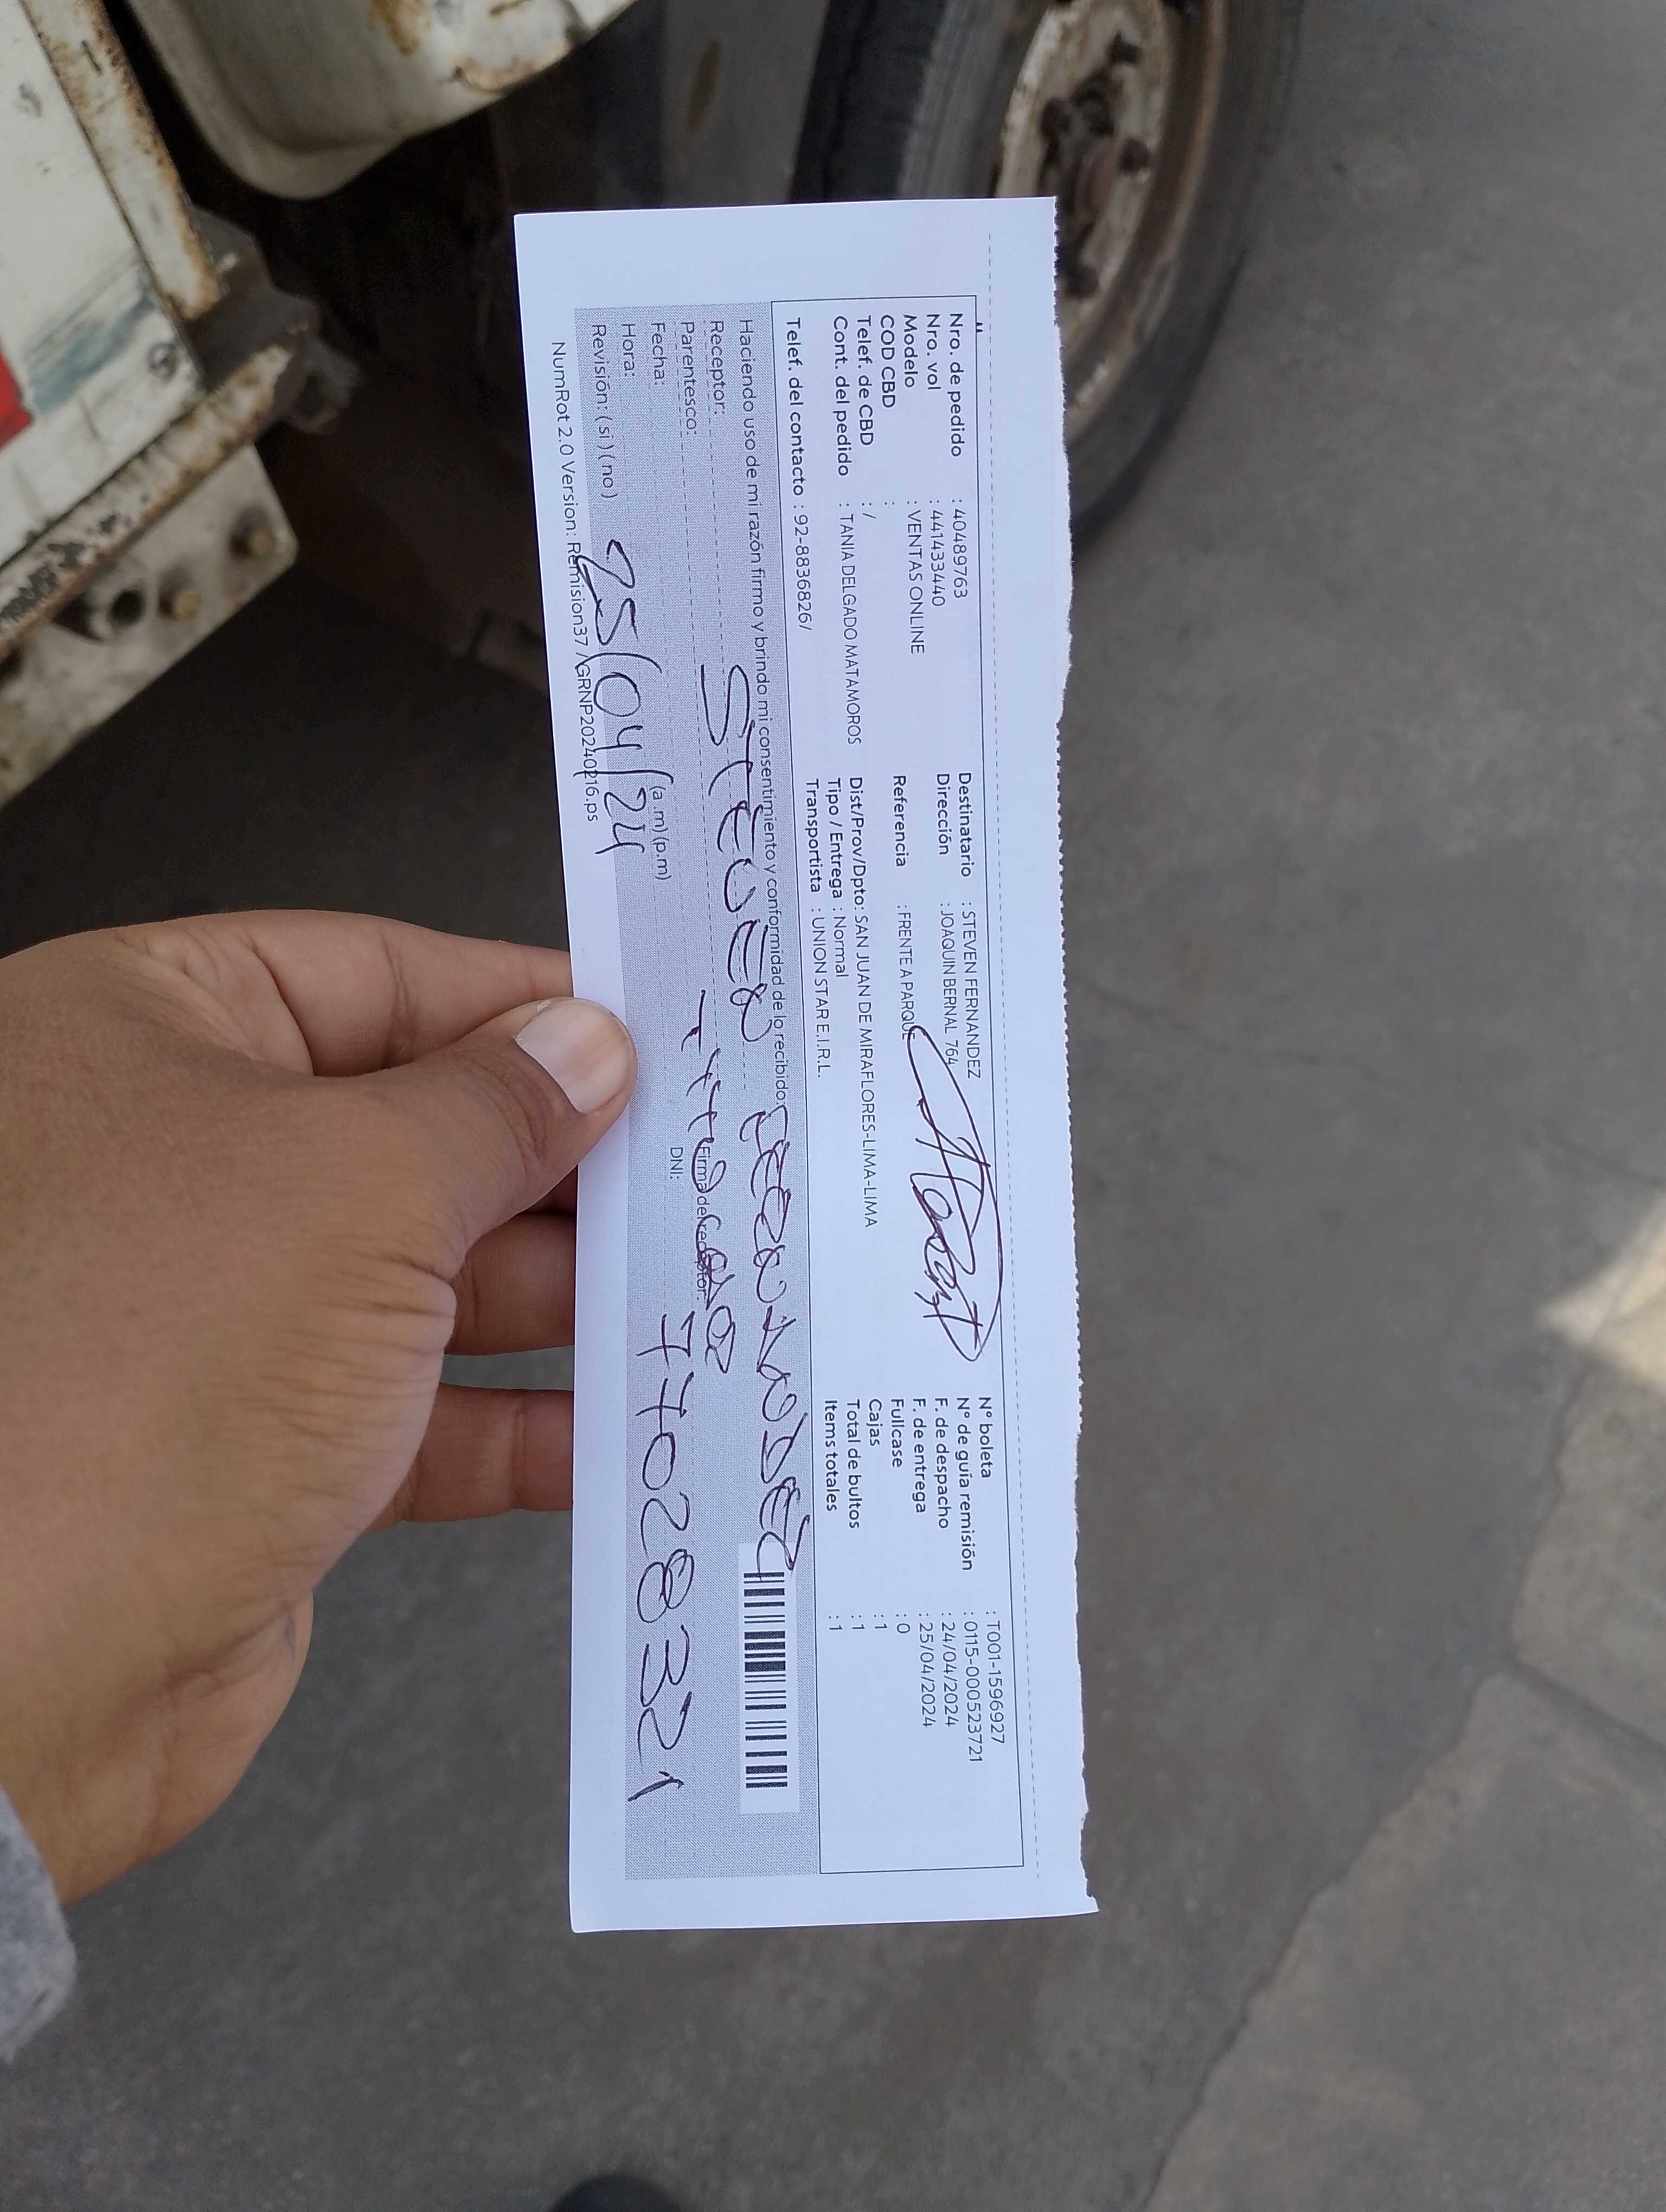 Nro. de pedido : 40489763
Nro. vol : 441433440
Modelo : VENTAS ONLINE
COD CBD :
Telef. de CBD : /
Cont. del pedido : TANIA DELGADO MATAMOROS
Telef. del contacto : 92-8836826/
Destinatario : STEVEN FERNANDEZ
Dirección : JOAQUIN BERNAL 764
Referencia : FRENTE A PARQUE
Dist/Prov/Dpto: SAN JUAN DE MIRAFLORES-LIMA-LIMA
Tipo / Entrega : Normal
Transportista : UNION STAR E.I.R.L.
N° boleta : T001-1596927
N° de guía remisión : 0115-000523721
F. de despacho : 24/04/2024
F. de entrega : 25/04/2024
Fullcase : 0
Cajas : 1
Total de bultos : 1
Items totales : 1
Haciendo uso de mi razón firmo y brindo mi consentimiento y conformidad de lo recibido:
Receptor: STEVEN FERNANDEZ
Parentesco: TITULAR
Fecha: Firma del receptor:
Hora: (a.m) (p.m) DNI: 77028321
Revisión: ( si ) ( no ) 25/04/24
NumRot 2.0 Version: Remision37 /GRNP20240216.ps